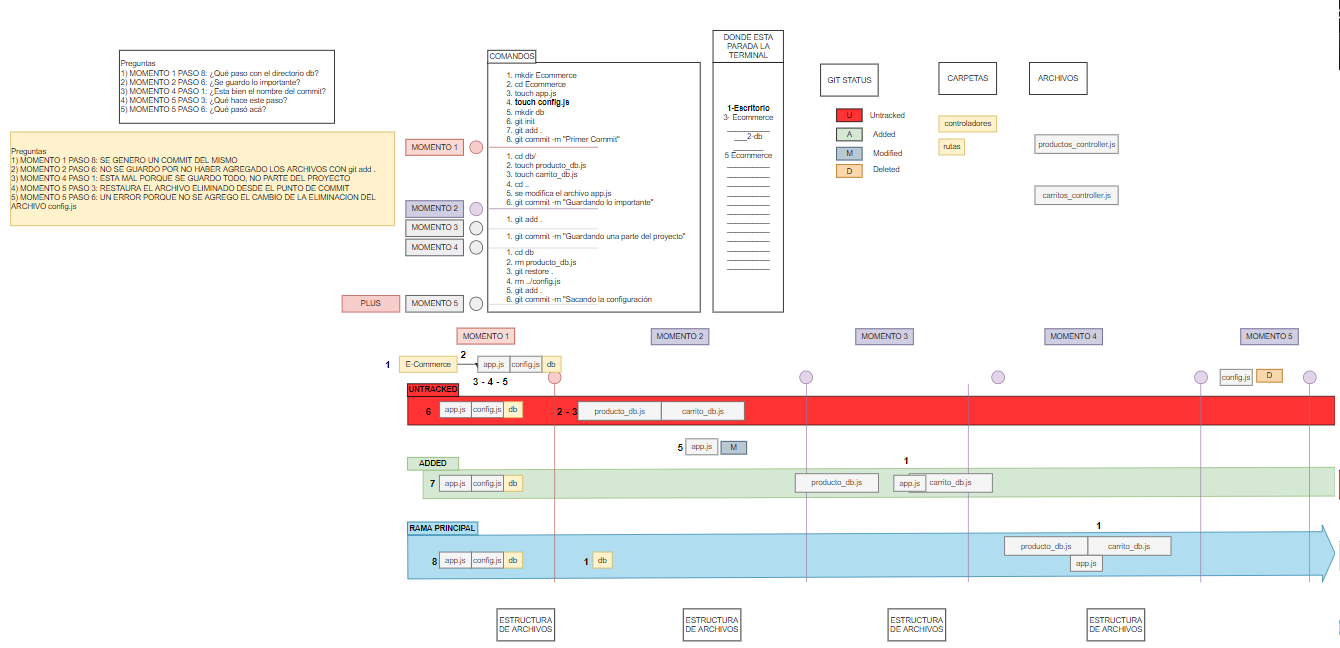 Preguntas
1) MOMENTO 1 PASO 8: ¿Qué paso con el directorio db?
2) MOMENTO 2 PASO 6: ¿Se guardo lo importante?
3) MOMENTO 4 PASO 1: ¿Esta bien el nombre del commit?
4) MOMENTO 5 PASO 3: ¿Qué hace este paso?
5) MOMENTO 5 PASO 6: ¿Qué pasó acá?
Preguntas
1) MOMENTO 1 PASO 8: SE GENERO UN COMMIT DEL MISMO
2) MOMENTO 2 PASO 6: NO SE GUARDO POR NO HABER AGREGADO LOS ARCHIVOS CON git add .
3) MOMENTO 4 PASO 1: ESTA MAL PORQUE SE GUARDO TODO, NO PARTE DEL PROYECTO
4) MOMENTO 5 PASO 3: RESTAURA EL ARCHIVO ELIMINADO DESDE EL PUNTO DE COMMIT
5) MOMENTO 5 PASO 6: UN ERROR PORQUE NO SE AGREGO EL CAMBIO DE LA ELIMINACION DEL
ARCHIVO config.js
COMANDOS
1. mkdir Ecommerce
2. cd Ecommerce
3. touch app.js
4. touch config.js
5. mkdir db
6. git init
7. git add .
8. git commit -m "Primer Commit"
MOMENTO 1
1. cd db/
2. touch producto_db.js
3. touch carrito_db.js
4. cd ..
5. se modifica el archivo app.js
6. git commit -m "Guardando lo importante"
MOMENTO 2
1. git add .
MOMENTO 3
1. git commit -m "Guardando una parte del proyecto"
MOMENTO 4
1. cd db
2. rm producto_db.js
3. git restore .
4. rm ../config.js
5. git add .
6. git commit -m "Sacando la configuración
PLUS
MOMENTO 5
DONDE ESTA
PARADA LA
TERMINAL
1-Escritorio
3- Ecommerce
2-db
5 Ecommerce
GIT STATUS
U Untracked
A Added
M Modified
D Deleted
CARPETAS
controladores
rutas
ARCHIVOS
productos_controller.js
carritos_controller.js
MOMENTO 1
MOMENTO 2
MOMENTO 3
MOMENTO 4
MOMENTO 5
1 E-Commerce 2 app.js config.js db
3 - 4 - 5
config.js D
UNTRACKED
6 app.js config.js db
2 - 3 producto_db.js carrito_db.js
5 app.js M
ADDED
1
7 app.js config.js db
producto_db.js app.js carrito_db.js
RAMA PRINCIPAL
1
producto_db.js carrito_db.js
8 app.js config.js db
1 db
app.js
ESTRUCTURA
DE ARCHIVOS
ESTRUCTURA
DE ARCHIVOS
ESTRUCTURA
DE ARCHIVOS
ESTRUCTURA
DE ARCHIVOS